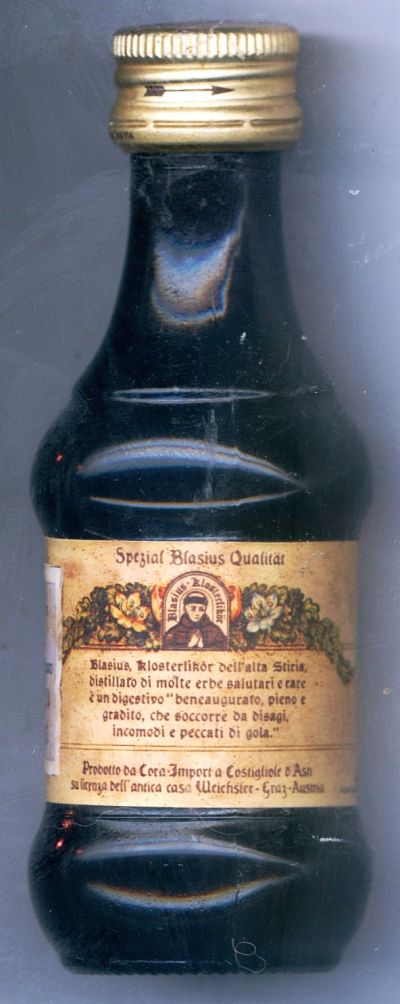 Spezial Blasius Qualität
Blasius-Klosterlikör
Blasius, Klosterlikör dell'alta Stiria,
distillato di molte erbe salutari e rare
è un digestivo "beneaugurato, pieno e
gradito, che soccorre da disagi,
incomodi e peccati di gola."
Prodotto da Cora-Import a Costigliole d'Asti
su licenza dell'antica casa Weichsler-Graz-Austria